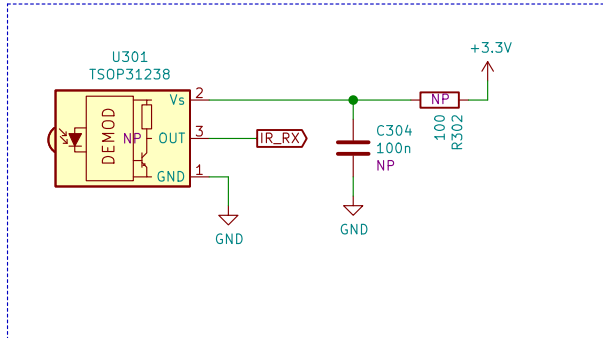 U301
TSOP31238
+3.3V
2
Vs
NP
100
R302
DEMOD
NP
OUT
3
IR_RX
C304
100n
NP
GND
1
GND
GND